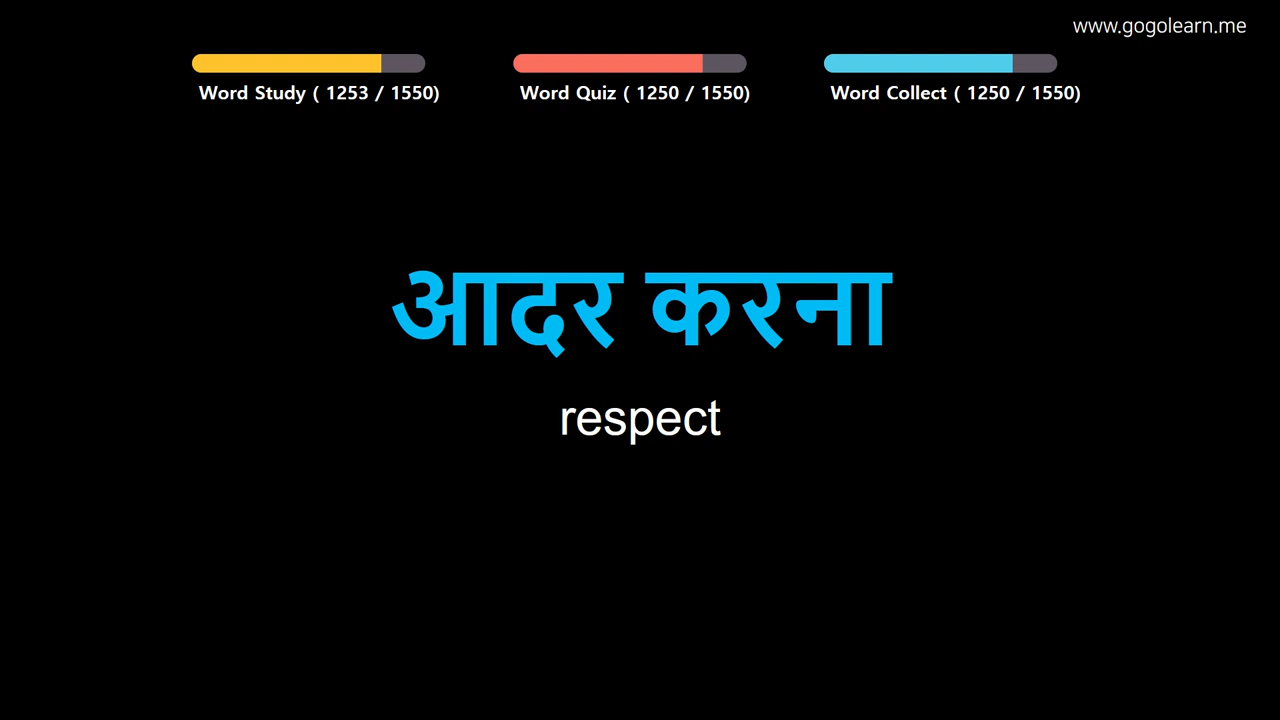 www.gogolearn.me
Word Study ( 1253 / 1550)
Word Quiz ( 1250 / 1550)
Word Collect ( 1250 / 1550)
आदर करना
respect